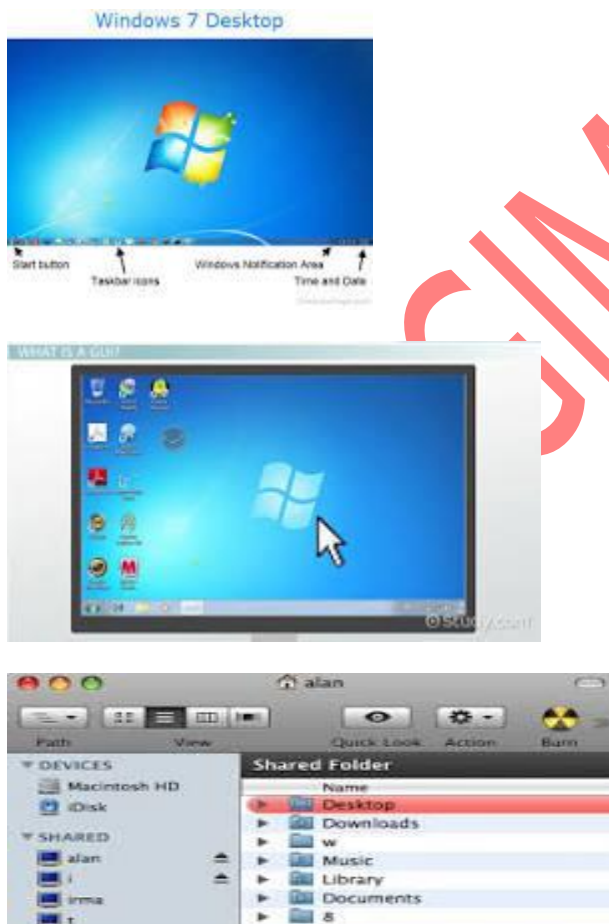 Windows 7 Desktop
Start button
Taskbar icons
Windows Notification Area
Time and Date
WHAT IS A GUI?
Study.com
alan
Path
View
Quick Look
Action
Burn
DEVICES
Macintosh HD
iDisk
SHARED
alan
i
irma
t
Shared Folder
Name
Desktop
Downloads
w
Music
Library
Documents
8